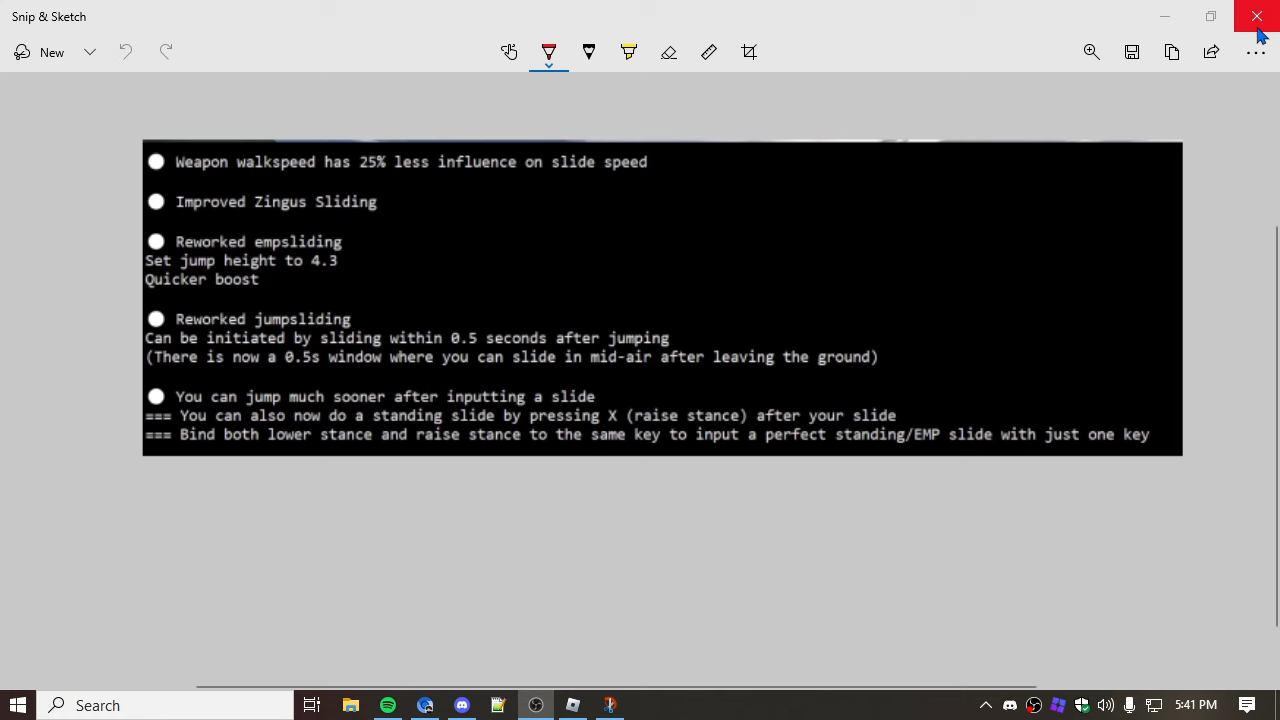 Snip & Sketch
New
Weapon walkspeed has 25% less influence on slide speed
Improved Zingus Sliding
Reworked empsliding
Set jump height to 4.3
Quicker boost
Reworked jumpsliding
Can be initiated by sliding within 0.5 seconds after jumping
(There is now a 0.5s window where you can slide in mid-air after leaving the ground)
You can jump much sooner after inputting a slide
=== You can also now do a standing slide by pressing X (raise stance) after your slide
=== Bind both lower stance and raise stance to the same key to input a perfect standing/EMP slide with just one key
Search
5:41 PM